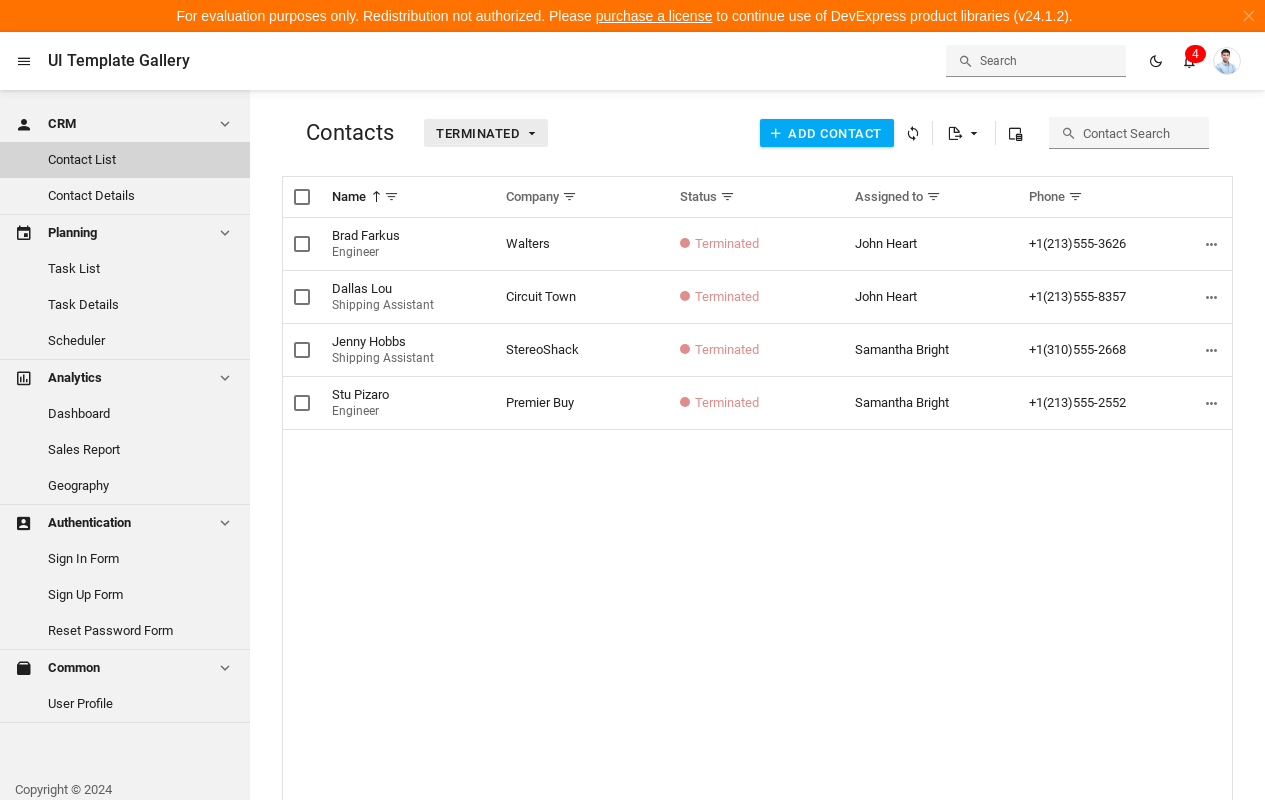 For evaluation purposes only. Redistribution not authorized. Please purchase a license to continue use of DevExpress product libraries (v24.1.2).
UI Template Gallery
Search
4
CRM
Contact List
Contact Details
Planning
Task List
Task Details
Scheduler
Analytics
Dashboard
Sales Report
Geography
Authentication
Sign In Form
Sign Up Form
Reset Password Form
Common
User Profile
Copyright © 2024
Contacts
TERMINATED
ADD CONTACT
Contact Search
Name Company Status Assigned to Phone
Brad Farkus
Engineer
Walters Terminated John Heart +1(213)555-3626
Dallas Lou
Shipping Assistant
Circuit Town Terminated John Heart +1(213)555-8357
Jenny Hobbs
Shipping Assistant
StereoShack Terminated Samantha Bright +1(310)555-2668
Stu Pizaro
Engineer
Premier Buy Terminated Samantha Bright +1(213)555-2552